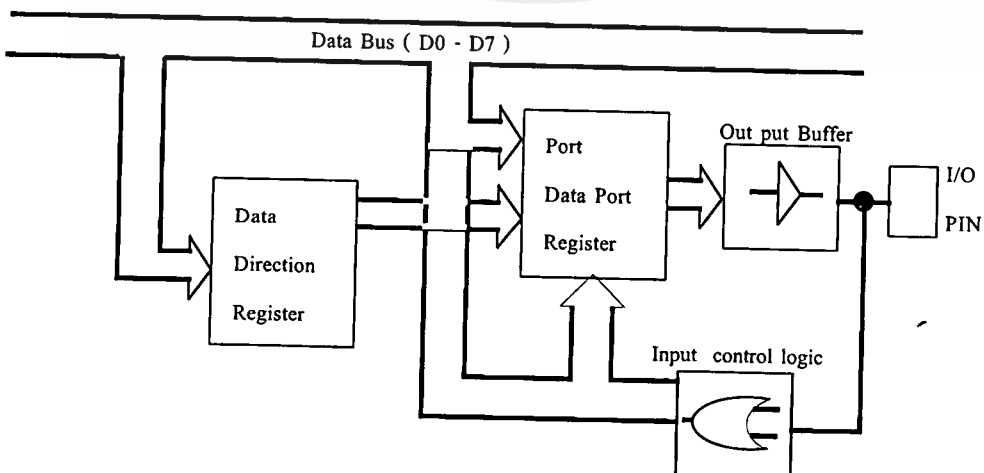 Data Bus ( D0 - D7 )
Port
Data Port
Register
Out put Buffer
I/O
PIN
Data
Direction
Register
Input control logic